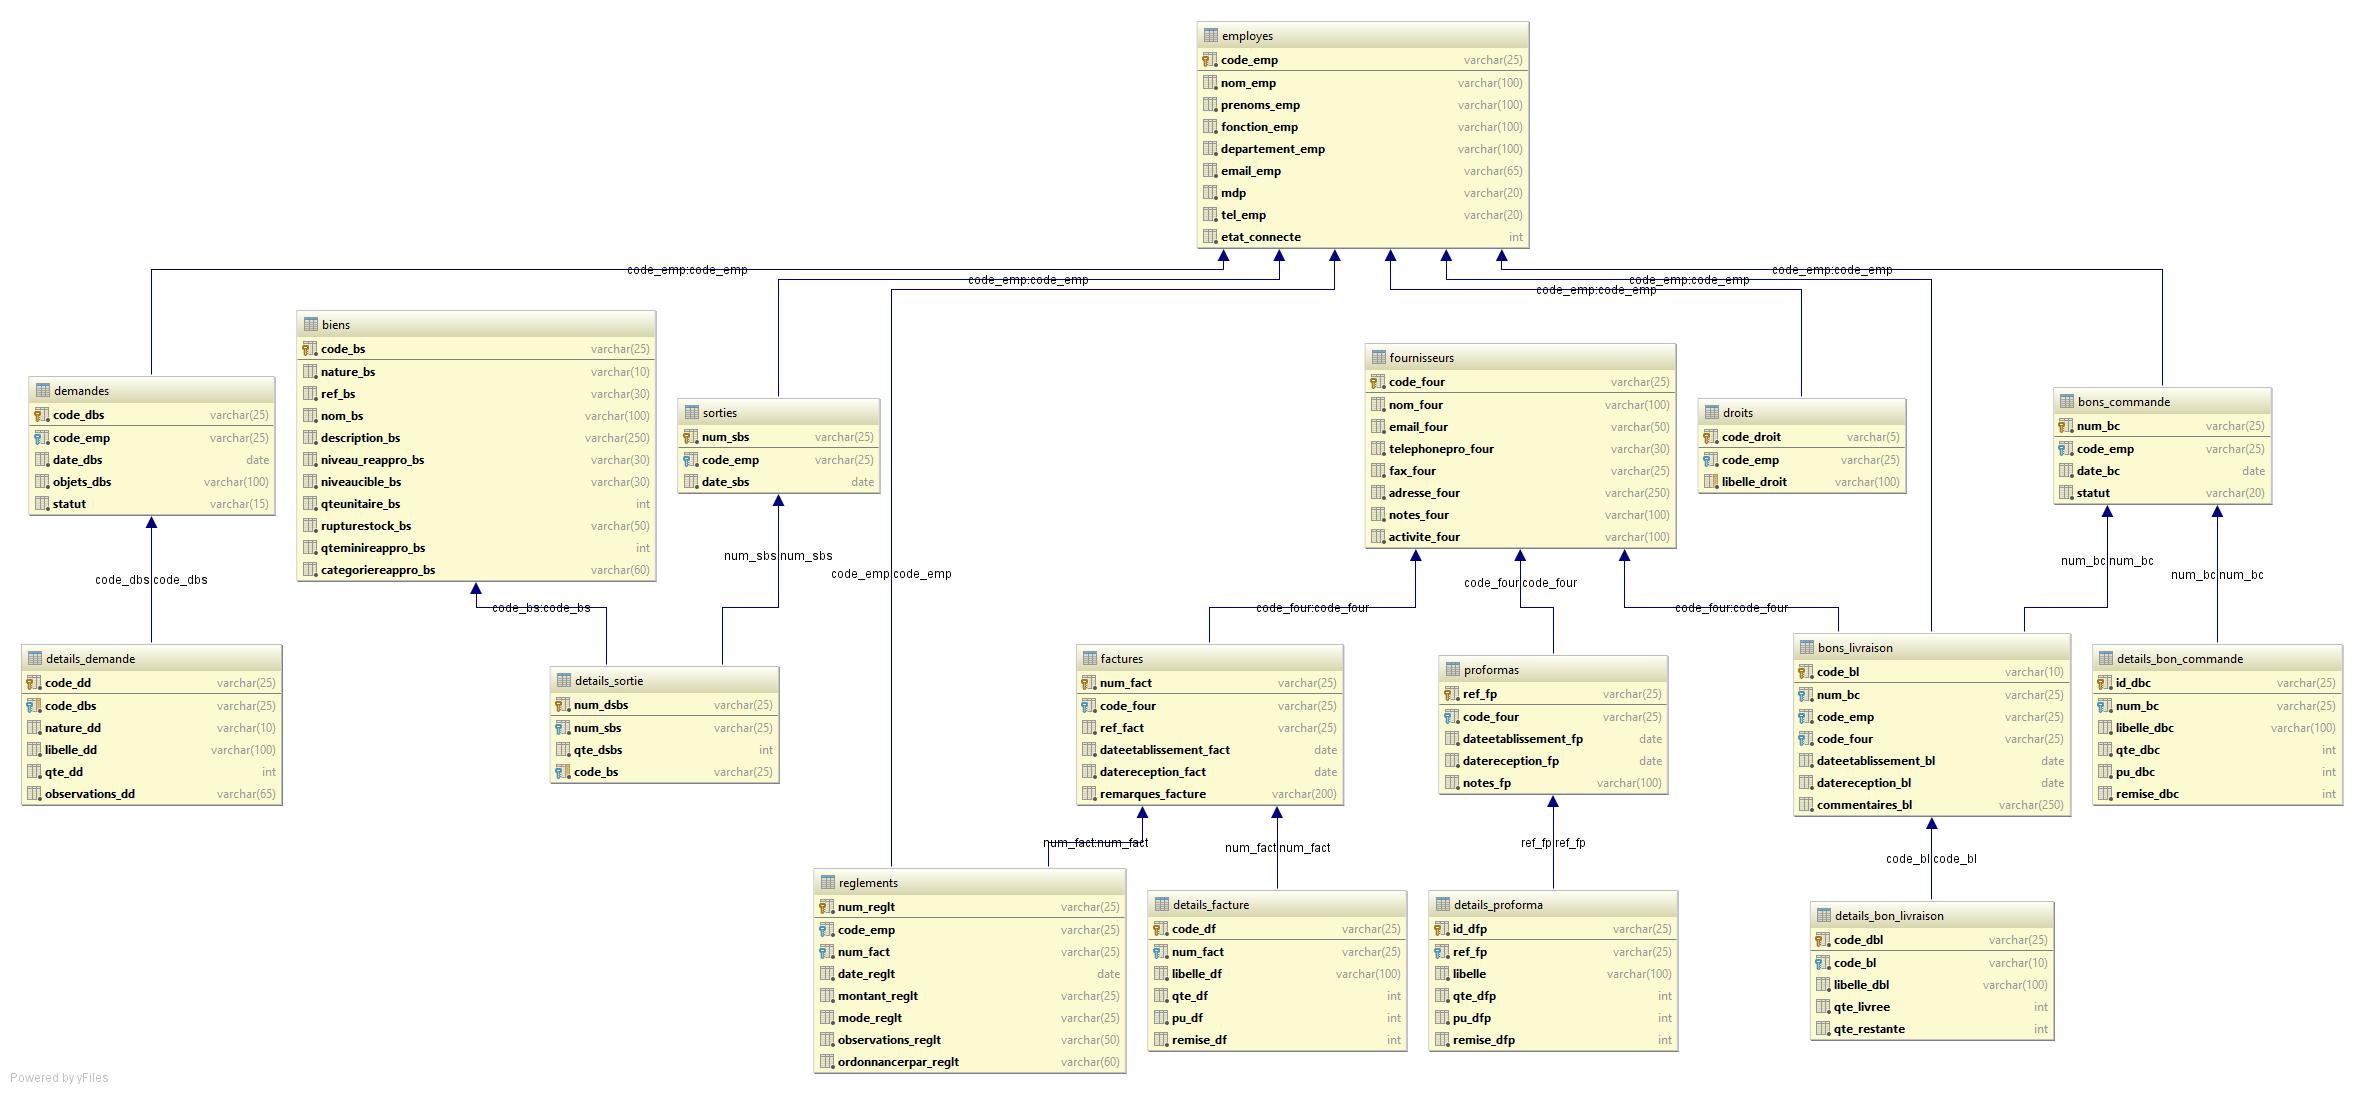 employes
code_emp varchar(25)
nom_emp varchar(100)
prenoms_emp varchar(100)
fonction_emp varchar(100)
departement_emp varchar(100)
email_emp varchar(65)
mdp varchar(20)
tel_emp varchar(20)
etat_connecte int
code_emp:code_emp
code_emp:code_emp
code_emp:code_emp
code_emp:code_emp
code_emp:code_emp
code_emp:code_emp
demandes
code_dbs varchar(25)
code_emp varchar(25)
date_dbs date
objets_dbs varchar(100)
statut varchar(15)
biens
code_bs varchar(25)
nature_bs varchar(10)
ref_bs varchar(30)
nom_bs varchar(100)
description_bs varchar(250)
niveau_reappro_bs varchar(30)
niveaucible_bs varchar(30)
qteunitaire_bs int
rupturestock_bs varchar(50)
qteminireappro_bs int
categoriereappro_bs varchar(60)
sorties
num_sbs varchar(25)
code_emp varchar(25)
date_sbs date
fournisseurs
code_four varchar(25)
nom_four varchar(100)
email_four varchar(50)
telephonepro_four varchar(30)
fax_four varchar(25)
adresse_four varchar(250)
notes_four varchar(100)
activite_four varchar(100)
droits
code_droit varchar(5)
code_emp varchar(25)
libelle_droit varchar(100)
bons_commande
num_bc varchar(25)
code_emp varchar(25)
date_bc date
statut varchar(20)
code_dbs:code_dbs
code_bs:code_bs
num_sbs:num_sbs
code_four:code_four
code_four:code_four
code_four:code_four
num_bc:num_bc
num_bc:num_bc
details_demande
code_dd varchar(25)
code_dbs varchar(25)
nature_dd varchar(10)
libelle_dd varchar(100)
qte_dd int
observations_dd varchar(65)
details_sortie
num_dsbs varchar(25)
num_sbs varchar(25)
qte_dsbs int
code_bs varchar(25)
factures
num_fact varchar(25)
code_four varchar(25)
ref_fact varchar(25)
dateetablissement_fact date
datereception_fact date
remarques_facture varchar(200)
proformas
ref_fp varchar(25)
code_four varchar(25)
dateetablissement_fp date
datereception_fp date
notes_fp varchar(100)
bons_livraison
code_bl varchar(10)
num_bc varchar(25)
code_emp varchar(25)
code_four varchar(25)
dateetablissement_bl date
datereception_bl date
commentaires_bl varchar(250)
details_bon_commande
id_dbc varchar(25)
num_bc varchar(25)
libelle_dbc varchar(100)
qte_dbc int
pu_dbc int
remise_dbc int
num_fact:num_fact
num_fact:num_fact
ref_fp:ref_fp
code_bl:code_bl
reglements
num_reglt varchar(25)
code_emp varchar(25)
num_fact varchar(25)
date_reglt date
montant_reglt varchar(25)
mode_reglt varchar(25)
observations_reglt varchar(50)
ordonnancerpar_reglt varchar(60)
details_facture
code_df varchar(25)
num_fact varchar(25)
libelle_df varchar(100)
qte_df int
pu_df int
remise_df int
details_proforma
id_dfp varchar(25)
ref_fp varchar(25)
libelle varchar(100)
qte_dfp int
pu_dfp int
remise_dfp int
details_bon_livraison
code_dbl varchar(25)
code_bl varchar(10)
libelle_dbl varchar(100)
qte_livree int
qte_restante int
Powered by yFiles